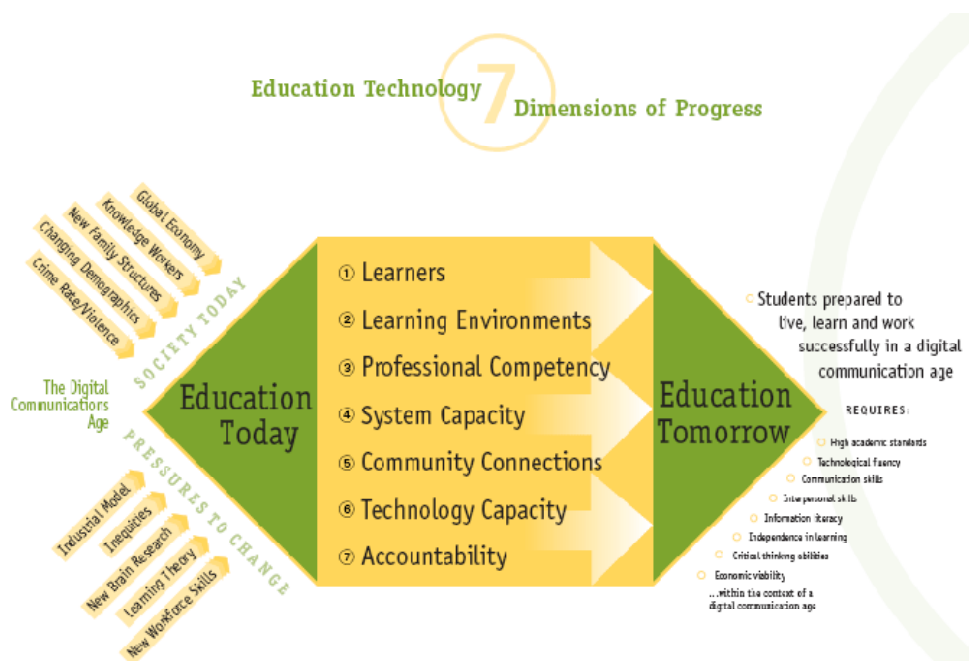 Education Technology
7
Dimensions of Progress
Global Economy
Knowledge Workers
New Family Structures
Changing Demographics
Crime Rate/Violence
SOCIETY TODAY
The Digital
Communications
Age
PRESSURES TO CHANGE
Industrial Model
Inequities
New Brain Research
Learning Theory
New Workforce Skills
Education
Today
① Learners
② Learning Environments
③ Professional Competency
④ System Capacity
⑤ Community Connections
⑥ Technology Capacity
⑦ Accountability
Education
Tomorrow
Students prepared to
live, learn and work
successfully in a digital
communication age
REQUIRES:
High academic standards
Technological fluency
Communication skills
Interpersonal skills
Information literacy
Independence in learning
Critical thinking abilities
Economic viability
...within the context of a
digital communication age